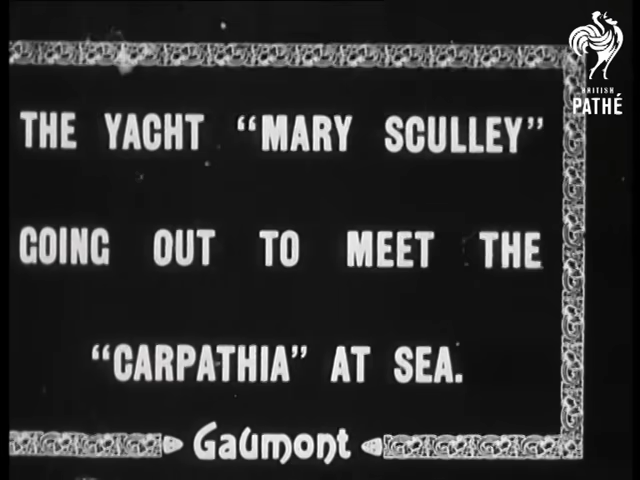 BRITISH
PATHÉ
THE YACHT "MARY SCULLEY"
GOING OUT TO MEET THE
"CARPATHIA" AT SEA.
Gaumont